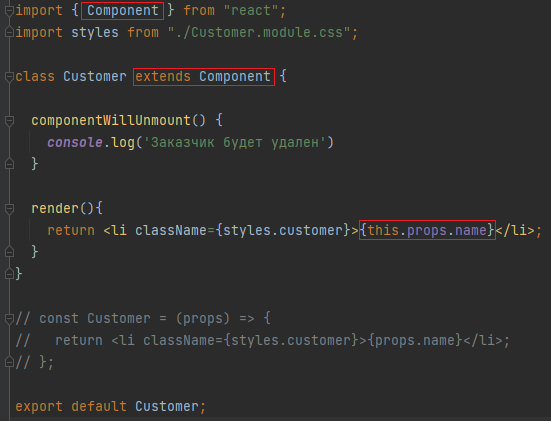 import { Component } from "react";
import styles from "./Customer.module.css";
class Customer extends Component {
componentWillUnmount() {
console.log('Заказчик будет удален')
}
render(){
return <li className={styles.customer}>{this.props.name}</li>;
}
}
// const Customer = (props) => {
//   return <li className={styles.customer}>{props.name}</li>;
// };
export default Customer;